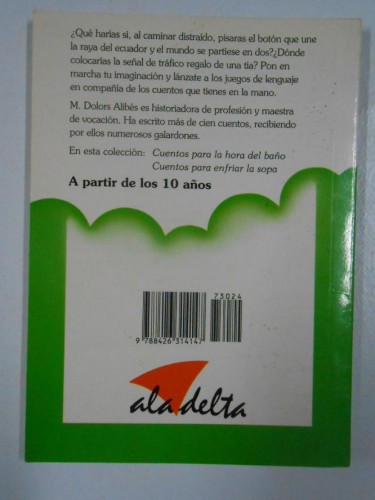 ¿Qué harías si, al caminar distraído, pisaras el botón que une
la raya del ecuador y el mundo se partiese en dos?¿Dónde
colocarías la señal de tráfico regalo de una tía? Pon en
marcha tu imaginación y lánzate a los juegos de lenguaje
en compañía de los cuentos que tienes en la mano.
M. Dolors Alibés es historiadora de profesión y maestra
de vocación. Ha escrito más de cien cuentos, recibiendo
por ellos numerosos galardones.
En esta colección: Cuentos para la hora del baño
Cuentos para enfriar la sopa
A partir de los 10 años
73024
9 788426 314147
ala delta